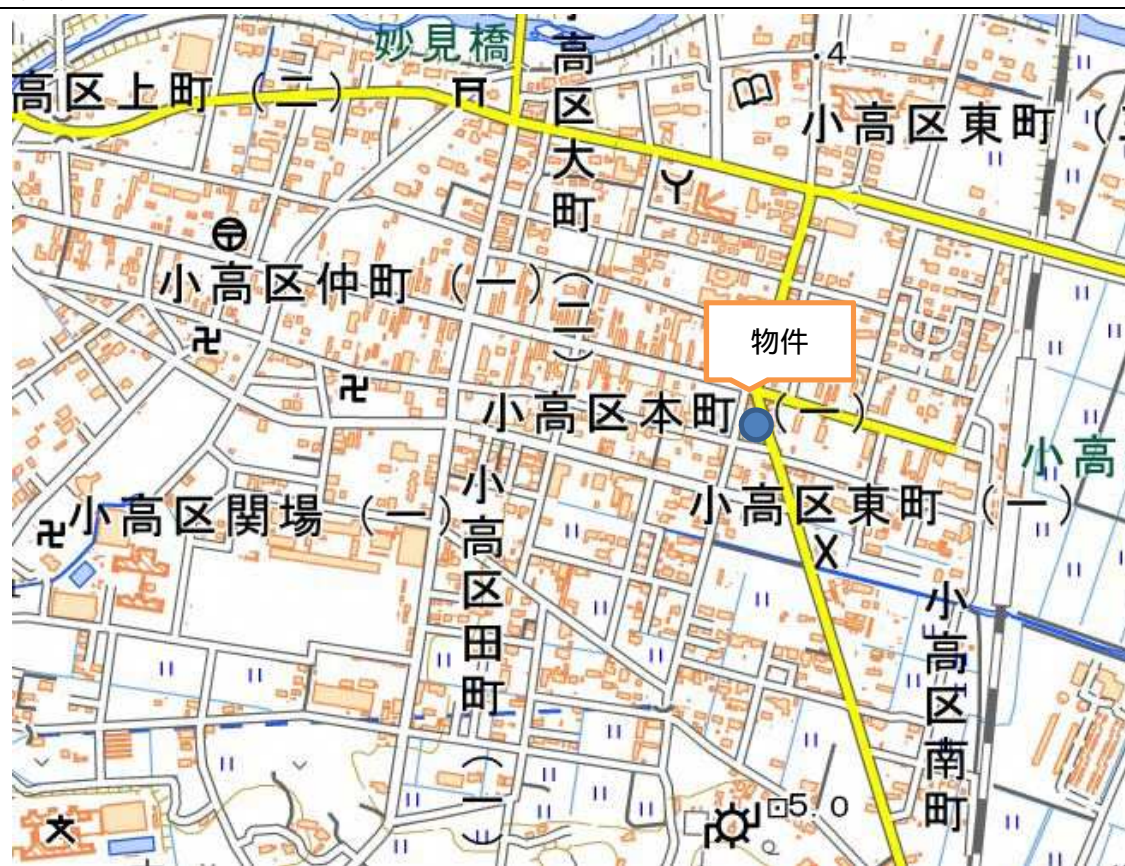 妙見橋
小高区大町(二)
・4
高区上町(二)
小高区東町(
小高区仲町(一)
物件
小高区本町(一)
小高
小高区東町(一)
小高区関場(一)
小高区田町(一)
小高区南町
5.0